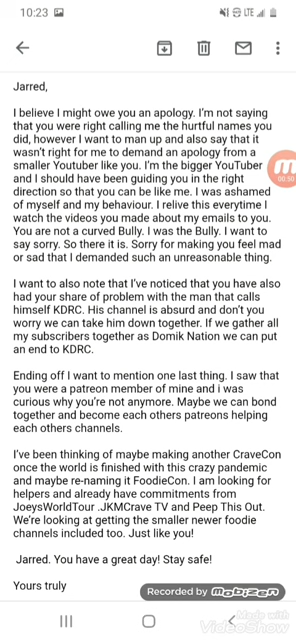 10:23
LTE
Jarred,
I believe I might owe you an apology. I'm not saying
that you were right calling me the hurtful names you
did, however I want to man up and also say that it
wasn't right for me to demand an apology from a
smaller Youtuber like you. I'm the bigger YouTuber
and I should have been guiding you in the right
direction so that you can be like me. I was ashamed
of myself and my behaviour. I relive this everytime I
watch the videos you made about my emails to you.
You are not a curved Bully. I was the Bully. I want to
say sorry. So there it is. Sorry for making you feel mad
or sad that I demanded such an unreasonable thing.
00:50
I want to also note that I've noticed that you have also
had your share of problem with the man that calls
himself KDRC. His channel is absurd and don't you
worry we can take him down together. If we gather all
my subscribers together as Domik Nation we can put
an end to KDRC.
Ending off I want to mention one last thing. I saw that
you were a patreon member of mine and i was
curious why you're not anymore. Maybe we can bond
together and become each others patreons helping
each others channels.
I've been thinking of maybe making another CraveCon
once the world is finished with this crazy pandemic
and maybe re-naming it FoodieCon. I am looking for
helpers and already have commitments from
JoeysWorldTour .JKMCrave TV and Peep This Out.
We're looking at getting the smaller newer foodie
channels included too. Just like you!
Jarred. You have a great day! Stay safe!
Yours truly
Recorded by mobizen
Made with
VideoShow